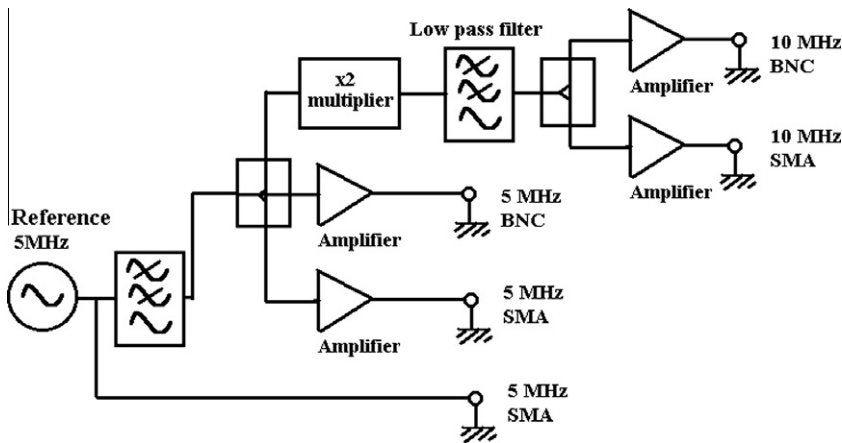 Low pass filter
x2
multiplier
Amplifier
10 MHz
BNC
Amplifier
10 MHz
SMA
Reference
5MHz
Amplifier
5 MHz
BNC
Amplifier
5 MHz
SMA
5 MHz
SMA